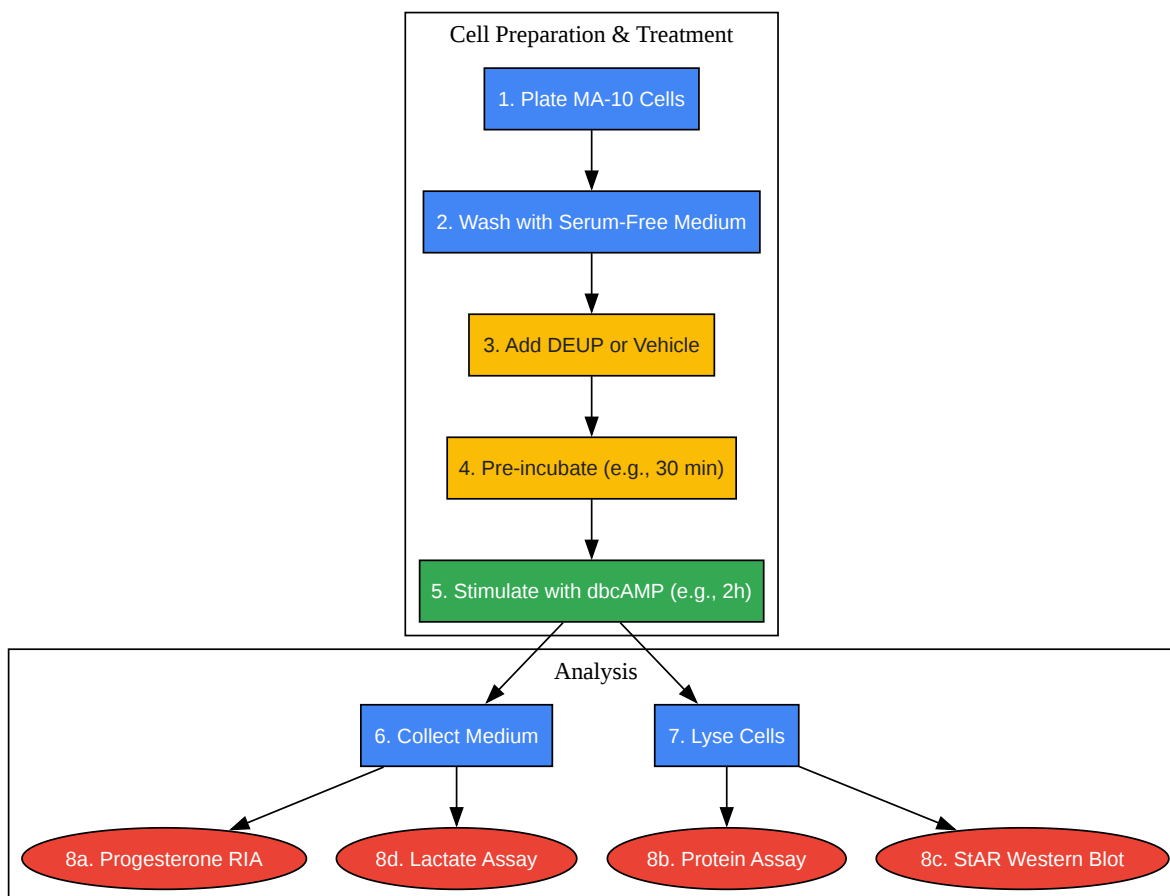 Cell Preparation & Treatment
1. Plate MA-10 Cells
2. Wash with Serum-Free Medium
3. Add DEUP or Vehicle
4. Pre-incubate (e.g., 30 min)
5. Stimulate with dbcAMP (e.g., 2h)
Analysis
6. Collect Medium
7. Lyse Cells
8a. Progesterone RIA
8d. Lactate Assay
8b. Protein Assay
8c. StAR Western Blot